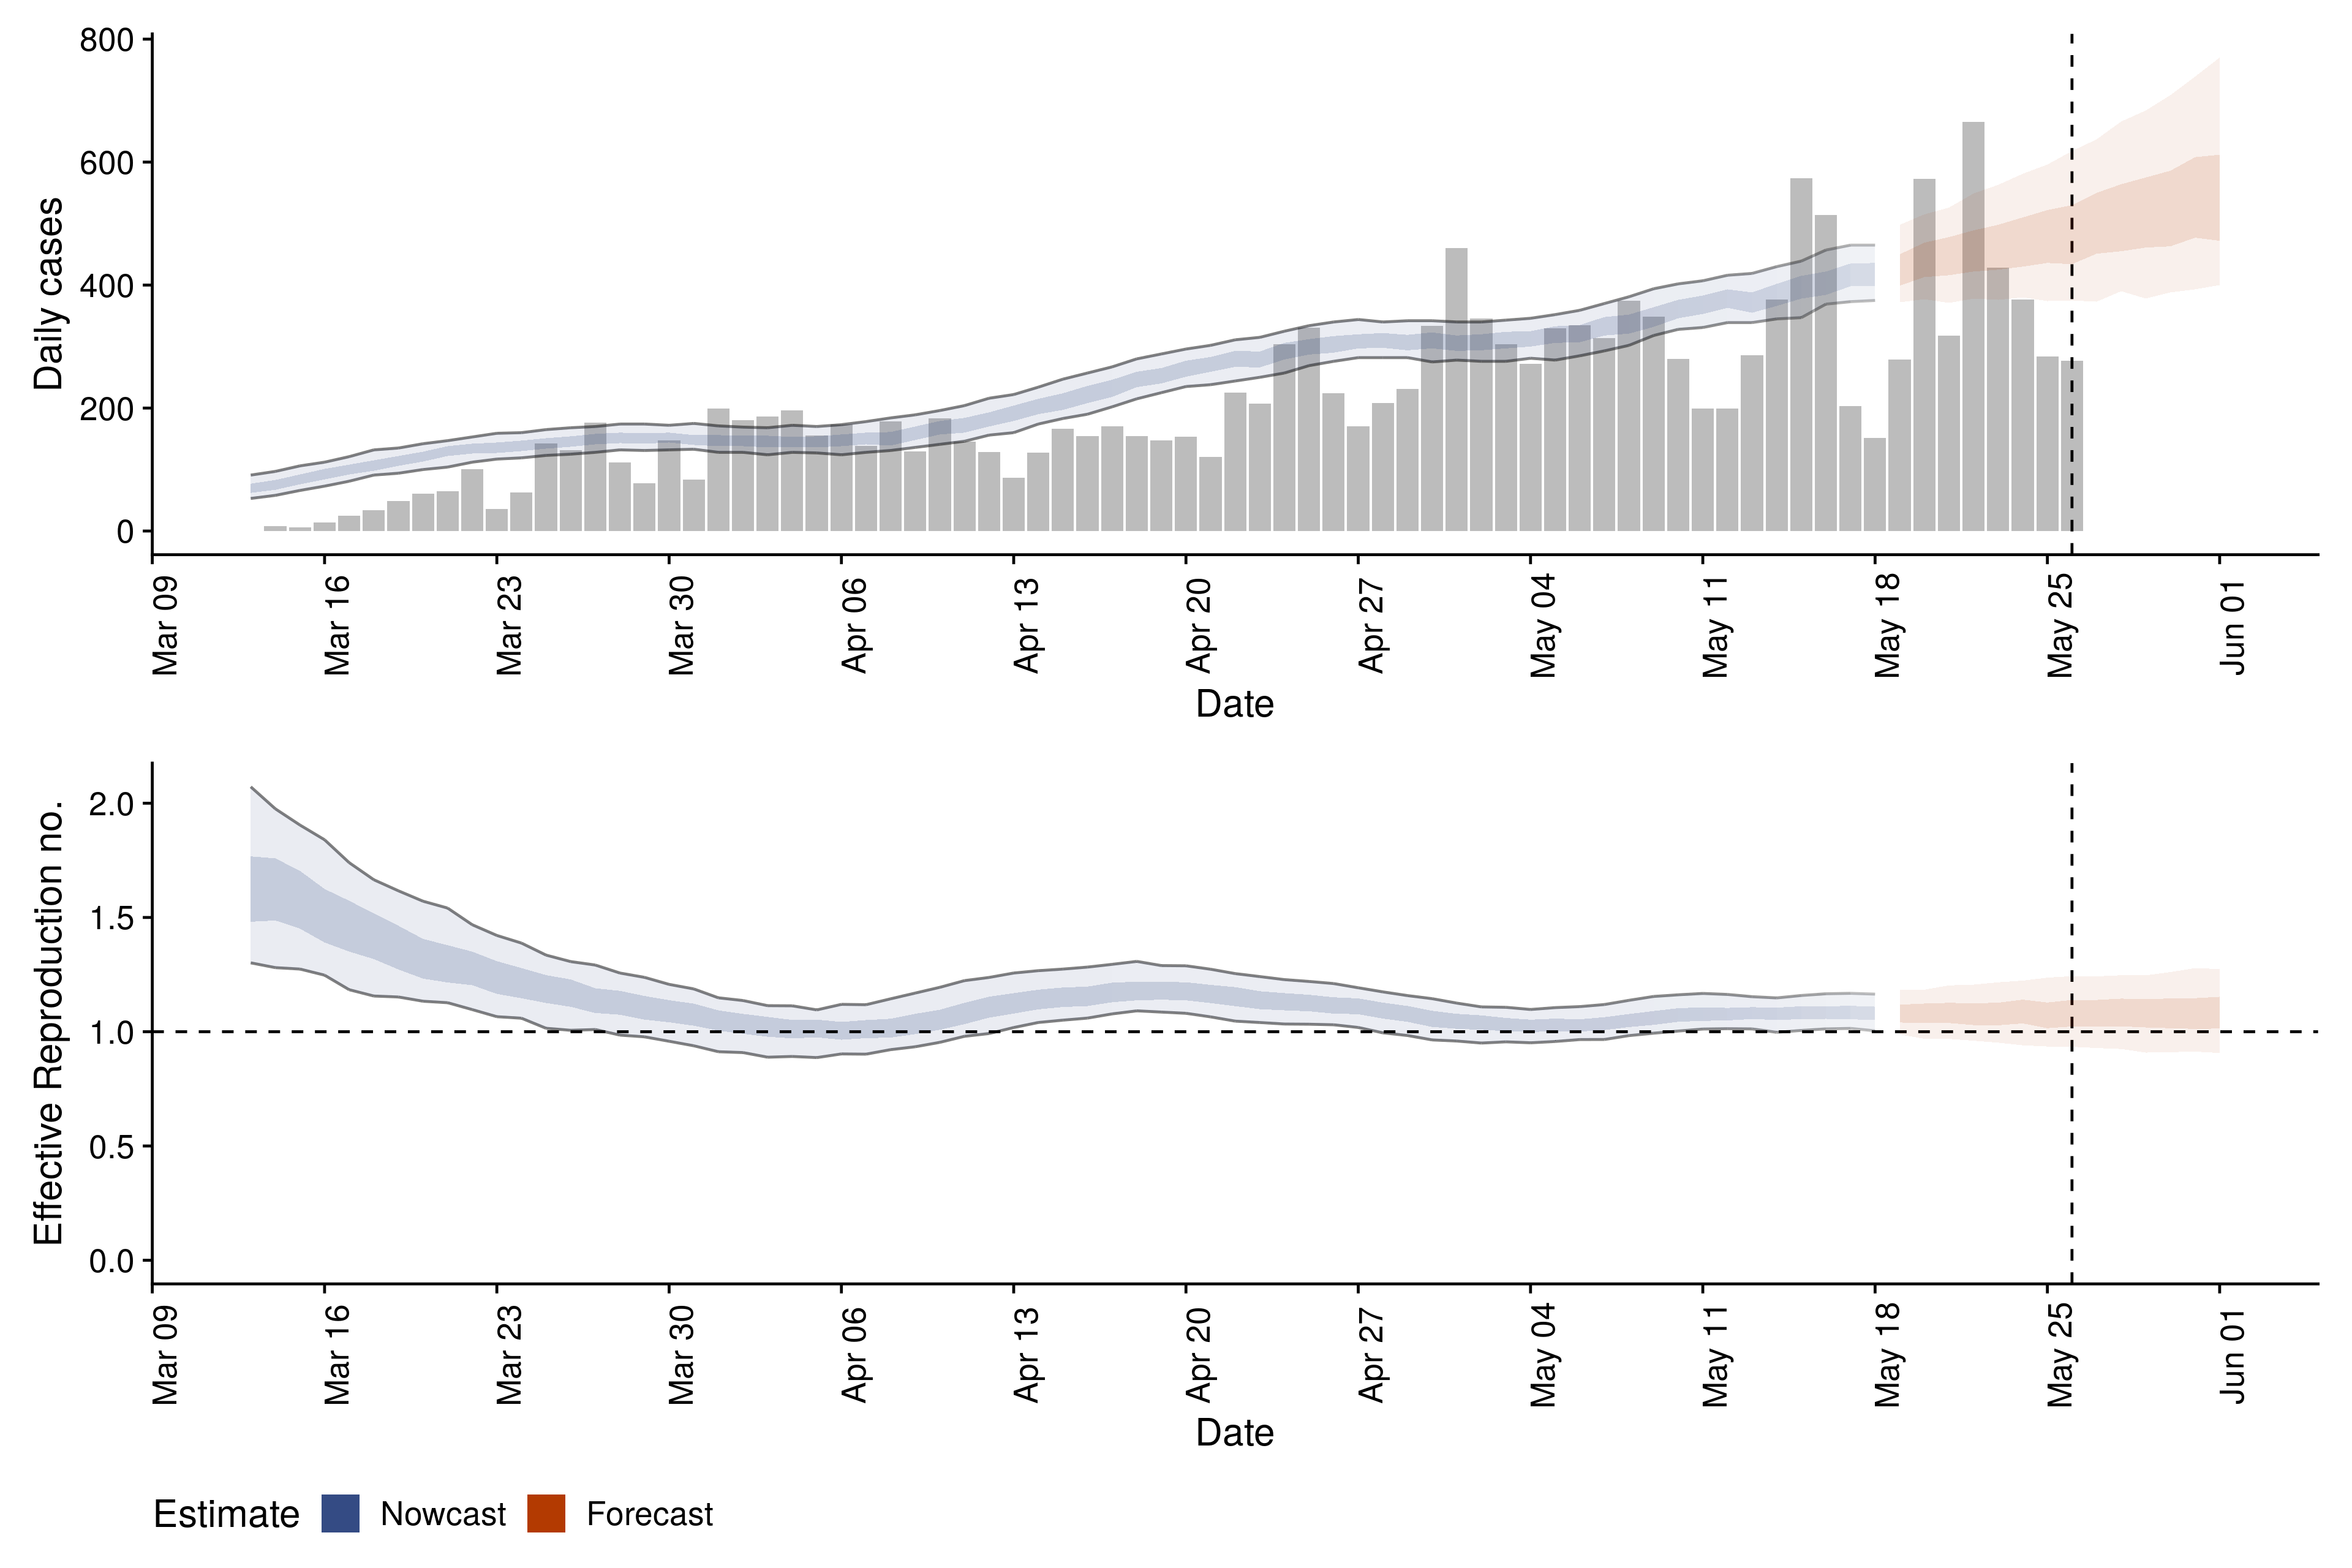 Daily cases
800
600
400
200
0
Mar 09 Mar 16 Mar 23 Mar 30 Apr 06 Apr 13 Apr 20 Apr 27 May 04 May 11 May 18 May 25 Jun 01
Date
Effective Reproduction no.
2.0
1.5
1.0
0.5
0.0
Mar 09 Mar 16 Mar 23 Mar 30 Apr 06 Apr 13 Apr 20 Apr 27 May 04 May 11 May 18 May 25 Jun 01
Date
Estimate Nowcast Forecast